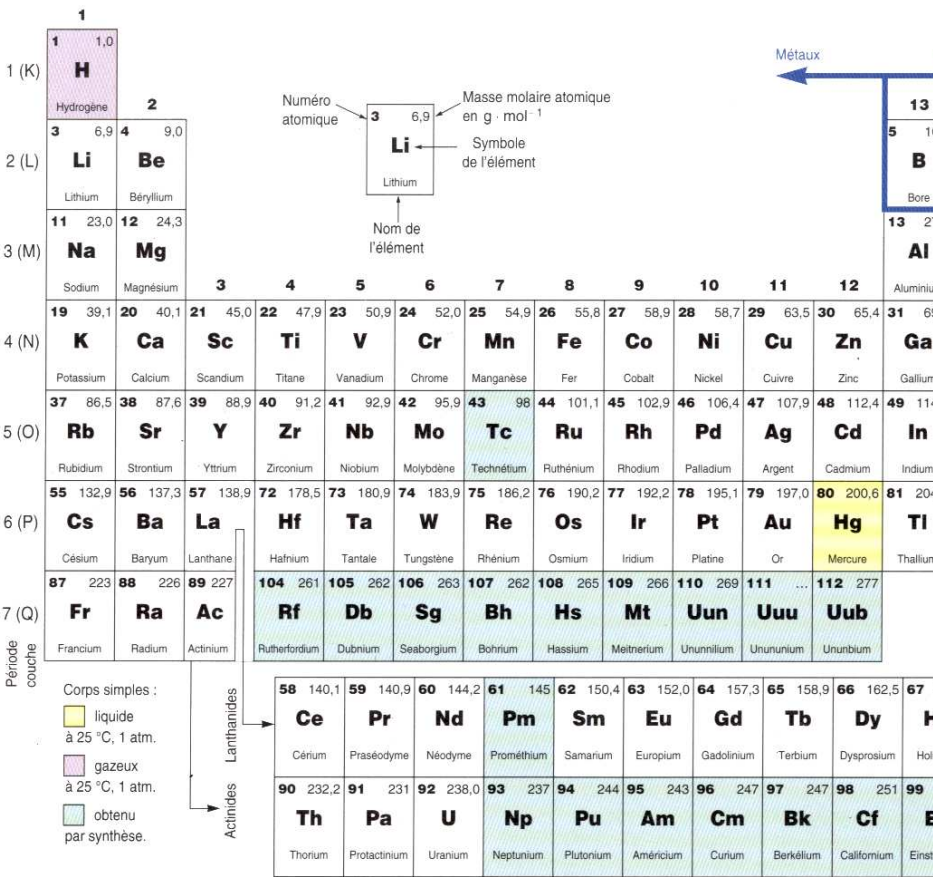 1
1 1,0
H
Hydrogène
1 (K)
2
Métaux
13
Numéro
atomique
3 6,9
Li
Lithium
Masse molaire atomique
en g · mol⁻¹
Symbole
de l'élément
Nom de
l'élément
2 (L)
3 6,9 4 9,0 5
Li Be B
Lithium Béryllium Bore
3 (M)
11 23,0 12 24,3 13
Na Mg Al
Sodium Magnésium
3 4 5 6 7 8 9 10 11 12
19 39,1 20 40,1 21 45,0 22 47,9 23 50,9 24 52,0 25 54,9 26 55,8 27 58,9 28 58,7 29 63,5 30 65,4 31
4 (N) K Ca Sc Ti V Cr Mn Fe Co Ni Cu Zn Ga
Potassium Calcium Scandium Titane Vanadium Chrome Manganèse Fer Cobalt Nickel Cuivre Zinc Gallium
37 86,5 38 87,6 39 88,9 40 91,2 41 92,9 42 95,9 43 98 44 101,1 45 102,9 46 106,4 47 107,9 48 112,4 49
5 (O) Rb Sr Y Zr Nb Mo Tc Ru Rh Pd Ag Cd In
Rubidium Strontium Yttrium Zirconium Niobium Molybdène Technétium Ruthénium Rhodium Palladium Argent Cadmium Indium
55 132,9 56 137,3 57 138,9 72 178,5 73 180,9 74 183,9 75 186,2 76 190,2 77 192,2 78 195,1 79 197,0 80 200,6 81
6 (P) Cs Ba La Hf Ta W Re Os Ir Pt Au Hg Tl
Césium Baryum Lanthane Hafnium Tantale Tungstène Rhénium Osmium Iridium Platine Or Mercure Thallium
87 223 88 226 89 227 104 261 105 262 106 263 107 262 108 265 109 266 110 269 111 ... 112 277
7 (Q) Fr Ra Ac Rf Db Sg Bh Hs Mt Uun Uuu Uub
Francium Radium Actinium Rutherfordium Dubnium Seaborgium Bohrium Hassium Meitnerium Ununnilium Unununium Ununbium
Période
couche
Corps simples :
liquide
à 25 °C, 1 atm.
gazeux
à 25 °C, 1 atm.
obtenu
par synthèse.
Lanthanides
58 140,1 59 140,9 60 144,2 61 145 62 150,4 63 152,0 64 157,3 65 158,9 66 162,5 67
Ce Pr Nd Pm Sm Eu Gd Tb Dy
Cérium Praséodyme Néodyme Prométhium Samarium Europium Gadolinium Terbium Dysprosium
Actinides
90 232,2 91 231 92 238,0 93 237 94 244 95 243 96 247 97 247 98 251 99
Th Pa U Np Pu Am Cm Bk Cf
Thorium Protactinium Uranium Neptunium Plutonium Américium Curium Berkélium Californium